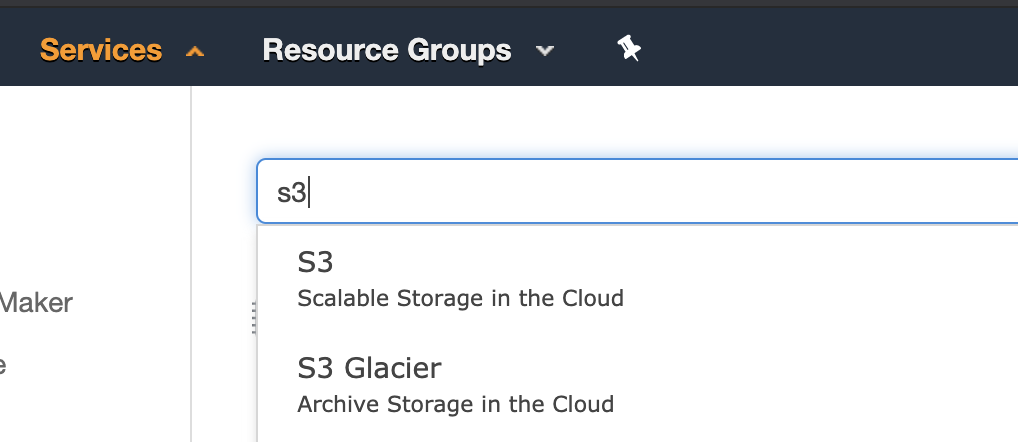 Services Resource Groups
s3
S3
Scalable Storage in the Cloud
Maker
S3 Glacier
Archive Storage in the Cloud